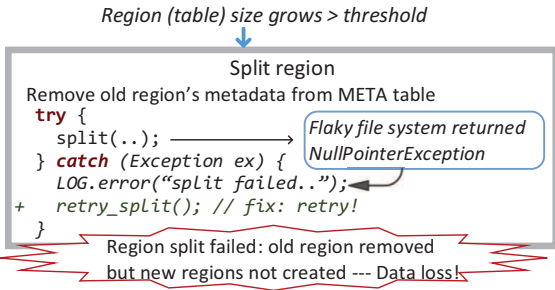 Region (table) size grows > threshold
Split region
Remove old region's metadata from META table
try {
split(..);
Flaky file system returned
NullPointerException
} catch (Exception ex) {
LOG.error(“split failed..”);
+ retry_split(); // fix: retry!
}
Region split failed: old region removed
but new regions not created --- Data loss!